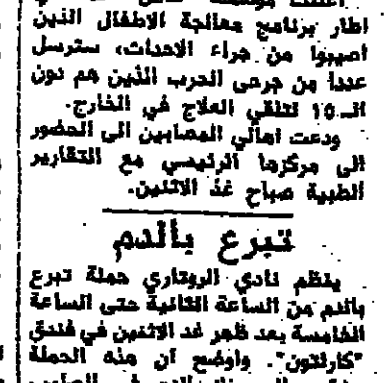 اطار برنامج معالجة الاطفال الذين
اصيبوا من جراء الاحداث، سترسل
عددا من جرحى الحرب الذين هم دون
الـ ١٥ لتلقي العلاج في الخارج.
ودعت اهالي المصابين الى الحضور
الى مركزها الرئيسي مع التقارير
الطبية صباح غد الاثنين.
تبرع بالدم
ينظم نادي الروتاري حملة تبرع
بالدم من الساعة الثانية حتى الساعة
الخامسة بعد ظهر غد الاثنين في فندق
"كارلتون". واوضح ان هذه الحملة